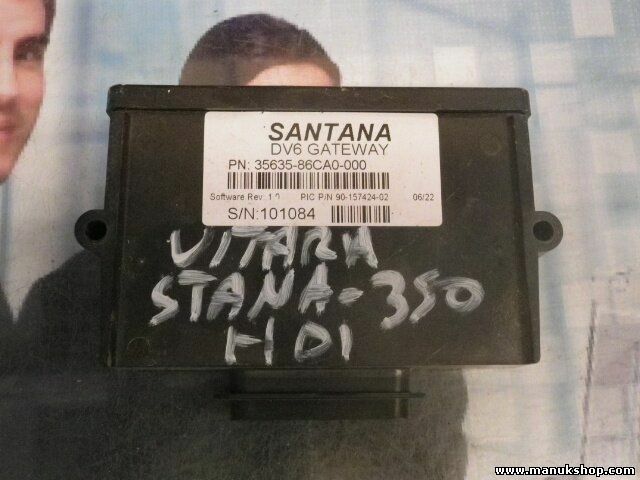 SANTANA
DV6 GATEWAY
PN: 35635-86CA0-000
Software Rev: 1.0 PIC P/N 90-157424-02 06/22
S/N:101084
VITARA
STANA-350
HDI
www.manukshop.com